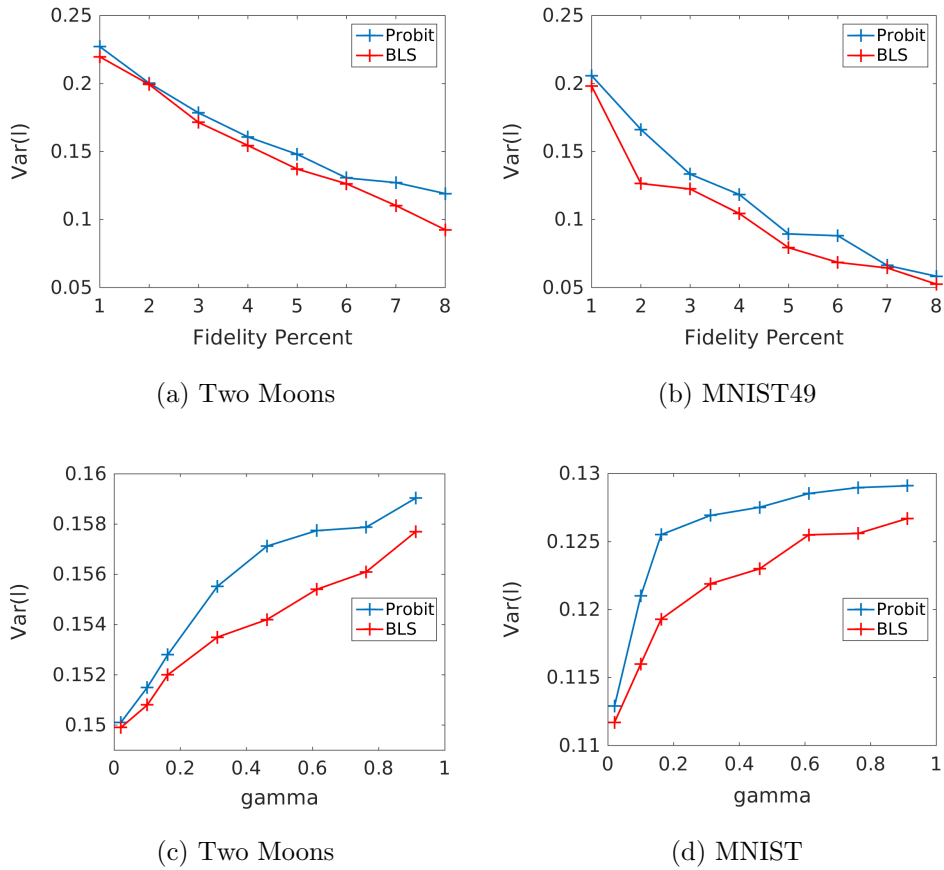 0.25
0.2
0.15
0.1
0.05
Var(l)
1 2 3 4 5 6 7 8
Fidelity Percent
Probit
BLS
(a) Two Moons
0.25
0.2
0.15
0.1
0.05
Var(l)
1 2 3 4 5 6 7 8
Fidelity Percent
Probit
BLS
(b) MNIST49
0.16
0.158
0.156
0.154
0.152
0.15
Var(l)
0 0.2 0.4 0.6 0.8 1
gamma
Probit
BLS
(c) Two Moons
0.13
0.125
0.12
0.115
0.11
Var(l)
0 0.2 0.4 0.6 0.8 1
gamma
Probit
BLS
(d) MNIST